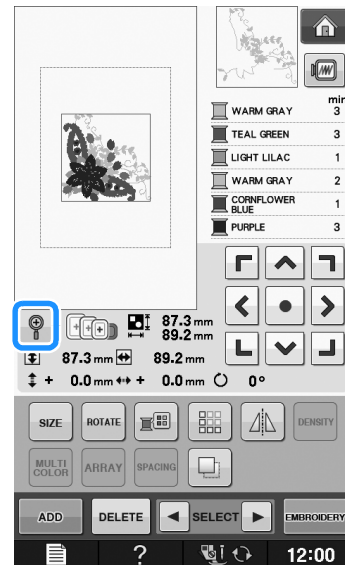 min
WARM GRAY 3
TEAL GREEN 3
LIGHT LILAC 1
WARM GRAY 2
CORNFLOWER
BLUE 1
PURPLE 3
87.3 mm
89.2 mm
87.3 mm 89.2 mm
+ 0.0 mm + 0.0 mm 0°
SIZE ROTATE DENSITY
MULTI
COLOR ARRAY SPACING
ADD DELETE SELECT EMBROIDERY
? 12:00